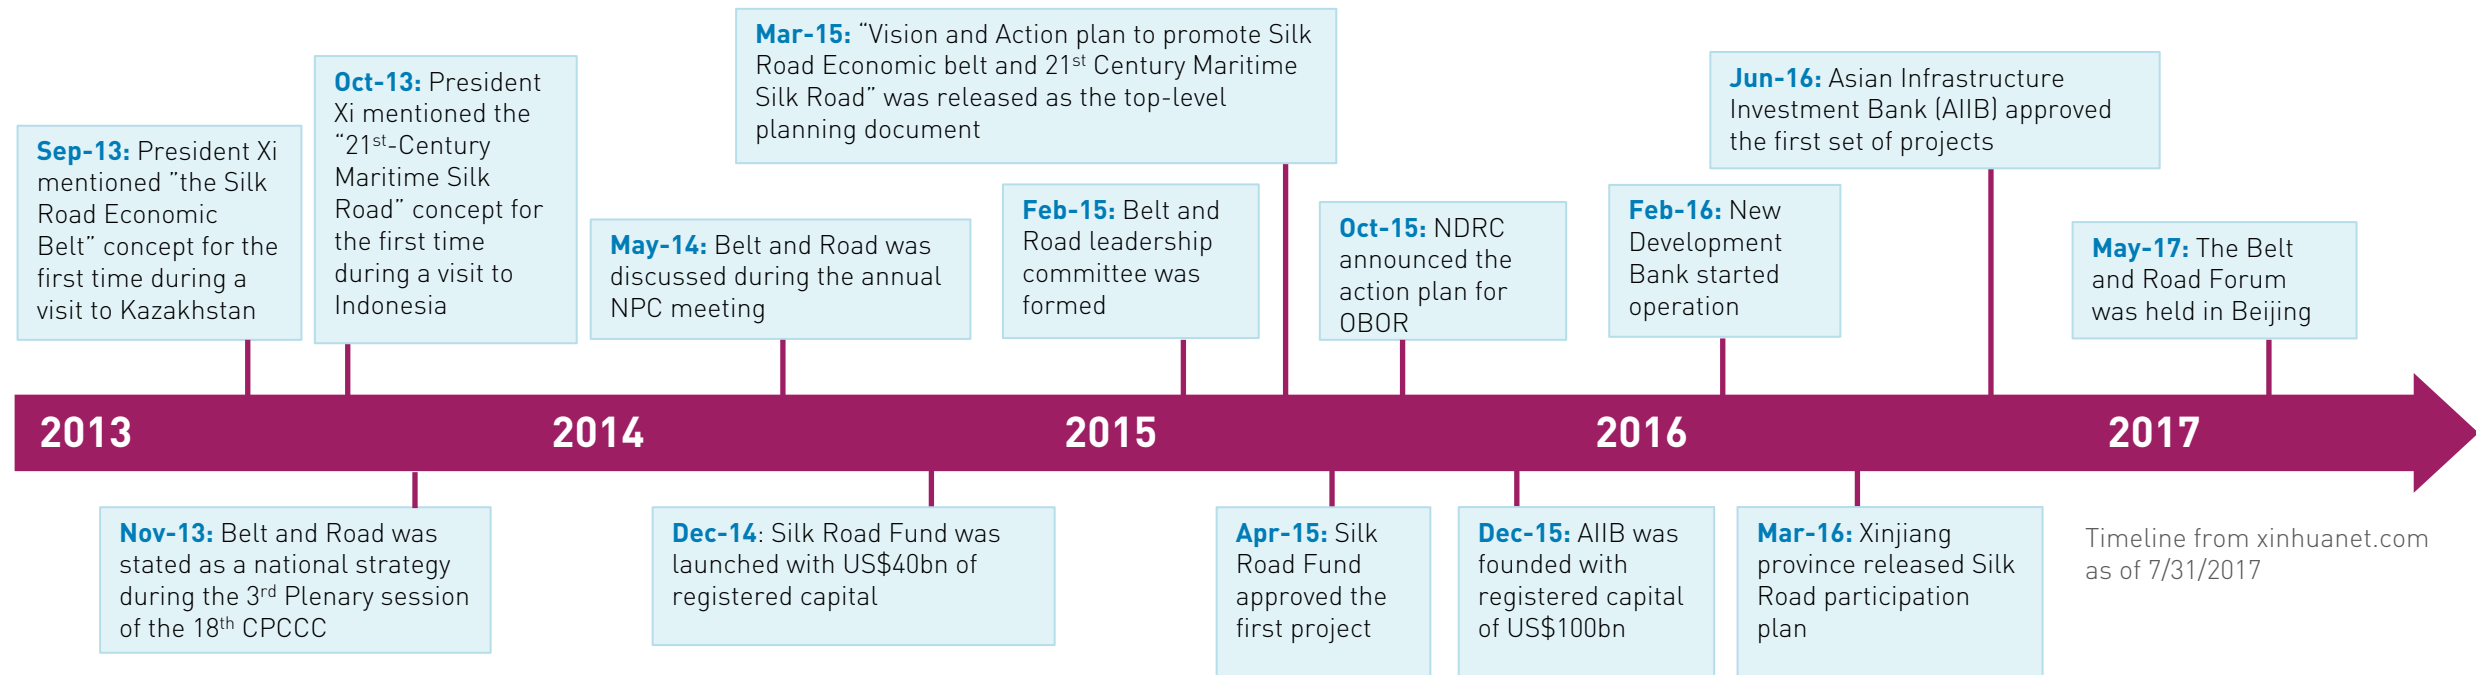 Sep-13: President Xi
mentioned ”the Silk
Road Economic
Belt” concept for the
first time during a
visit to Kazakhstan
Oct-13: President
Xi mentioned the
“21st-Century
Maritime Silk
Road” concept for
the first time
during a visit to
Indonesia
May-14: Belt and Road was
discussed during the annual
NPC meeting
Mar-15: “Vision and Action plan to promote Silk
Road Economic belt and 21st Century Maritime
Silk Road” was released as the top-level
planning document
Feb-15: Belt and
Road leadership
committee was
formed
Oct-15: NDRC
announced the
action plan for
OBOR
Feb-16: New
Development
Bank started
operation
Jun-16: Asian Infrastructure
Investment Bank (AIIB) approved
the first set of projects
May-17: The Belt
and Road Forum
was held in Beijing
2013
2014
2015
2016
2017
Nov-13: Belt and Road was
stated as a national strategy
during the 3rd Plenary session
of the 18th CPCCC
Dec-14: Silk Road Fund was
launched with US$40bn of
registered capital
Apr-15: Silk
Road Fund
approved the
first project
Dec-15: AIIB was
founded with
registered capital
of US$100bn
Mar-16: Xinjiang
province released Silk
Road participation
plan
Timeline from xinhuanet.com
as of 7/31/2017